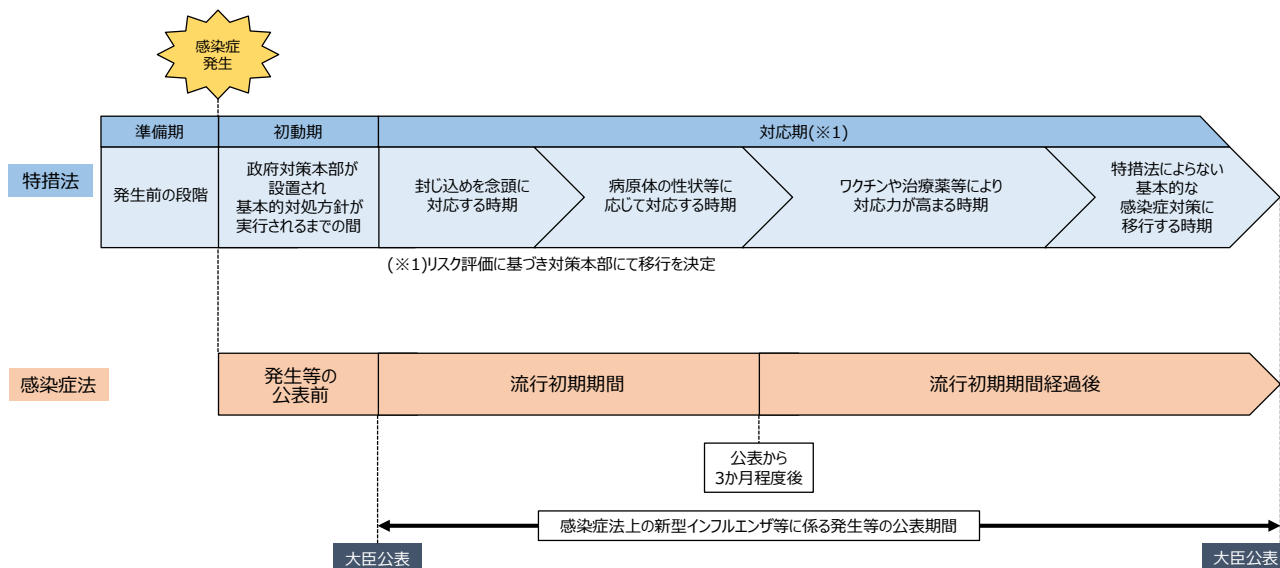 感染症
発生
準備期
初動期
対応期(※1)
特措法
発生前の段階
政府対策本部が
設置され
基本的対処方針が
実行されるまでの間
封じ込めを念頭に
対応する時期
病原体の性状等に
応じて対応する時期
ワクチンや治療薬等により
対応力が高まる時期
特措法によらない
基本的な
感染症対策に
移行する時期
(※1)リスク評価に基づき対策本部にて移行を決定
感染症法
発生等の
公表前
流行初期期間
流行初期期間経過後
公表から
3か月程度後
感染症法上の新型インフルエンザ等に係る発生等の公表期間
大臣公表
大臣公表